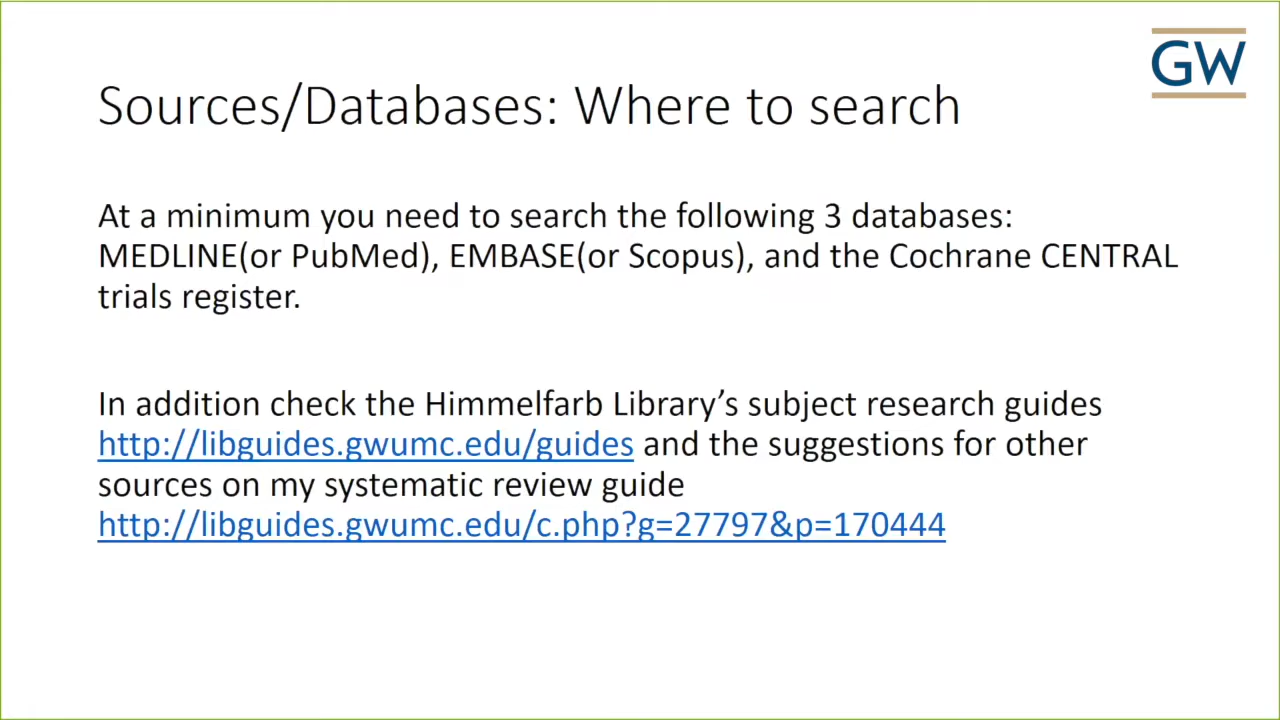 GW
Sources/Databases: Where to search
At a minimum you need to search the following 3 databases:
MEDLINE(or PubMed), EMBASE(or Scopus), and the Cochrane CENTRAL
trials register.
In addition check the Himmelfarb Library’s subject research guides
http://libguides.gwumc.edu/guides and the suggestions for other
sources on my systematic review guide
http://libguides.gwumc.edu/c.php?g=27797&p=170444